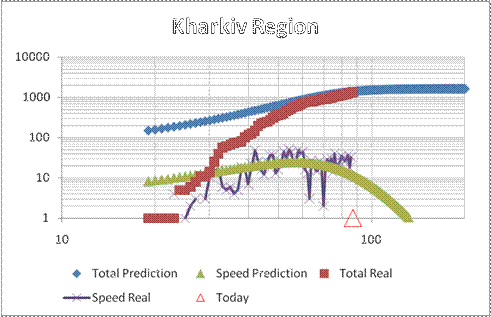 Kharkiv Region
10000
1000
100
10
1
10 100
Total Prediction Speed Prediction Total Real
Speed Real Today